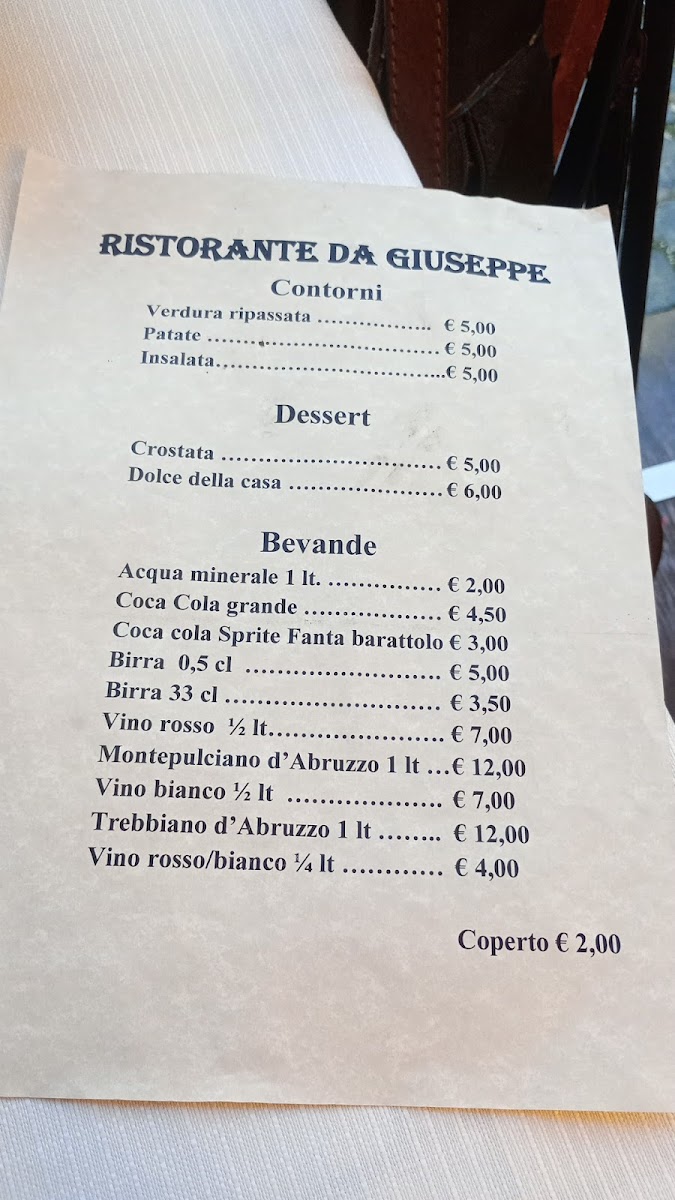 RISTORANTE DA GIUSEPPE
Contorni
Verdura ripassata ................. € 5,00
Patate ................................. € 5,00
Insalata.................................€ 5,00
Dessert
Crostata .............................. € 5,00
Dolce della casa .....................€ 6,00
Bevande
Acqua minerale 1 lt. ............... € 2,00
Coca Cola grande .................. € 4,50
Coca cola Sprite Fanta barattolo € 3,00
Birra 0,5 cl .......................... € 5,00
Birra 33 cl ............................ € 3,50
Vino rosso ½ lt...................... € 7,00
Montepulciano d’Abruzzo 1 lt ...€ 12,00
Vino bianco ½ lt .................... € 7,00
Trebbiano d’Abruzzo 1 lt ........ € 12,00
Vino rosso/bianco ¼ lt ............ € 4,00
Coperto € 2,00